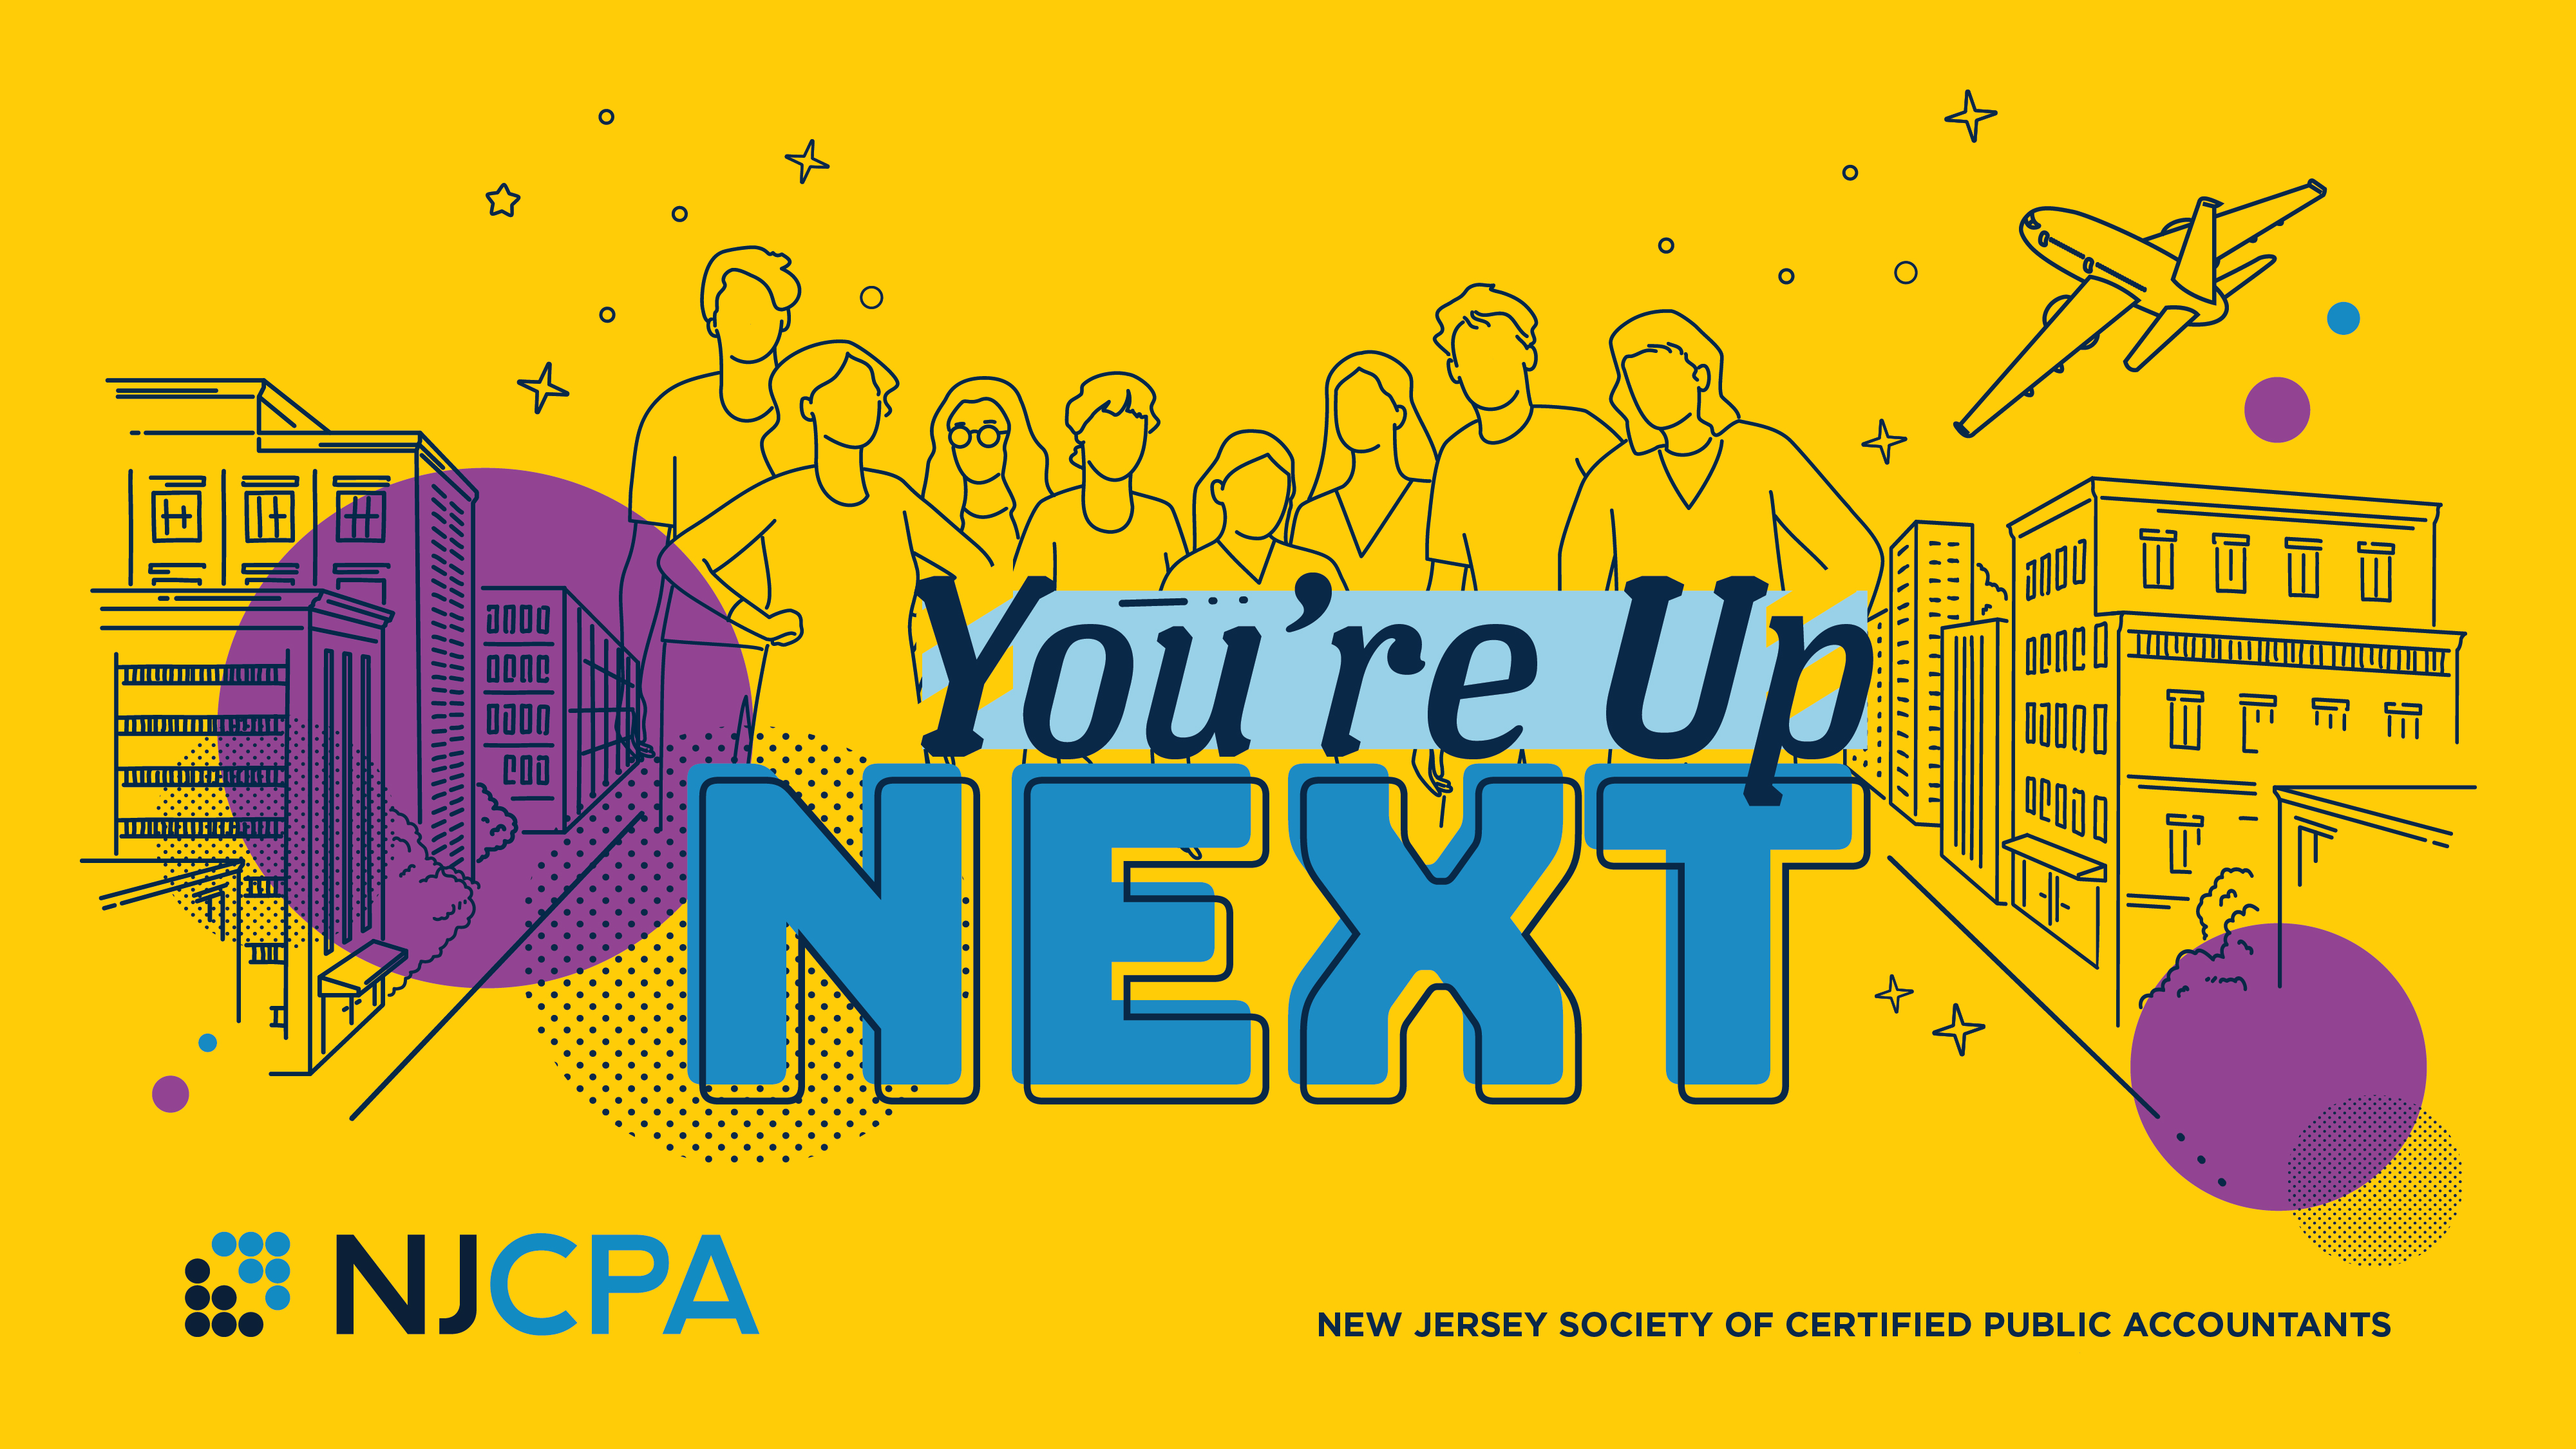 You’re Up
NEXT
NJCPA
NEW JERSEY SOCIETY OF CERTIFIED PUBLIC ACCOUNTANTS